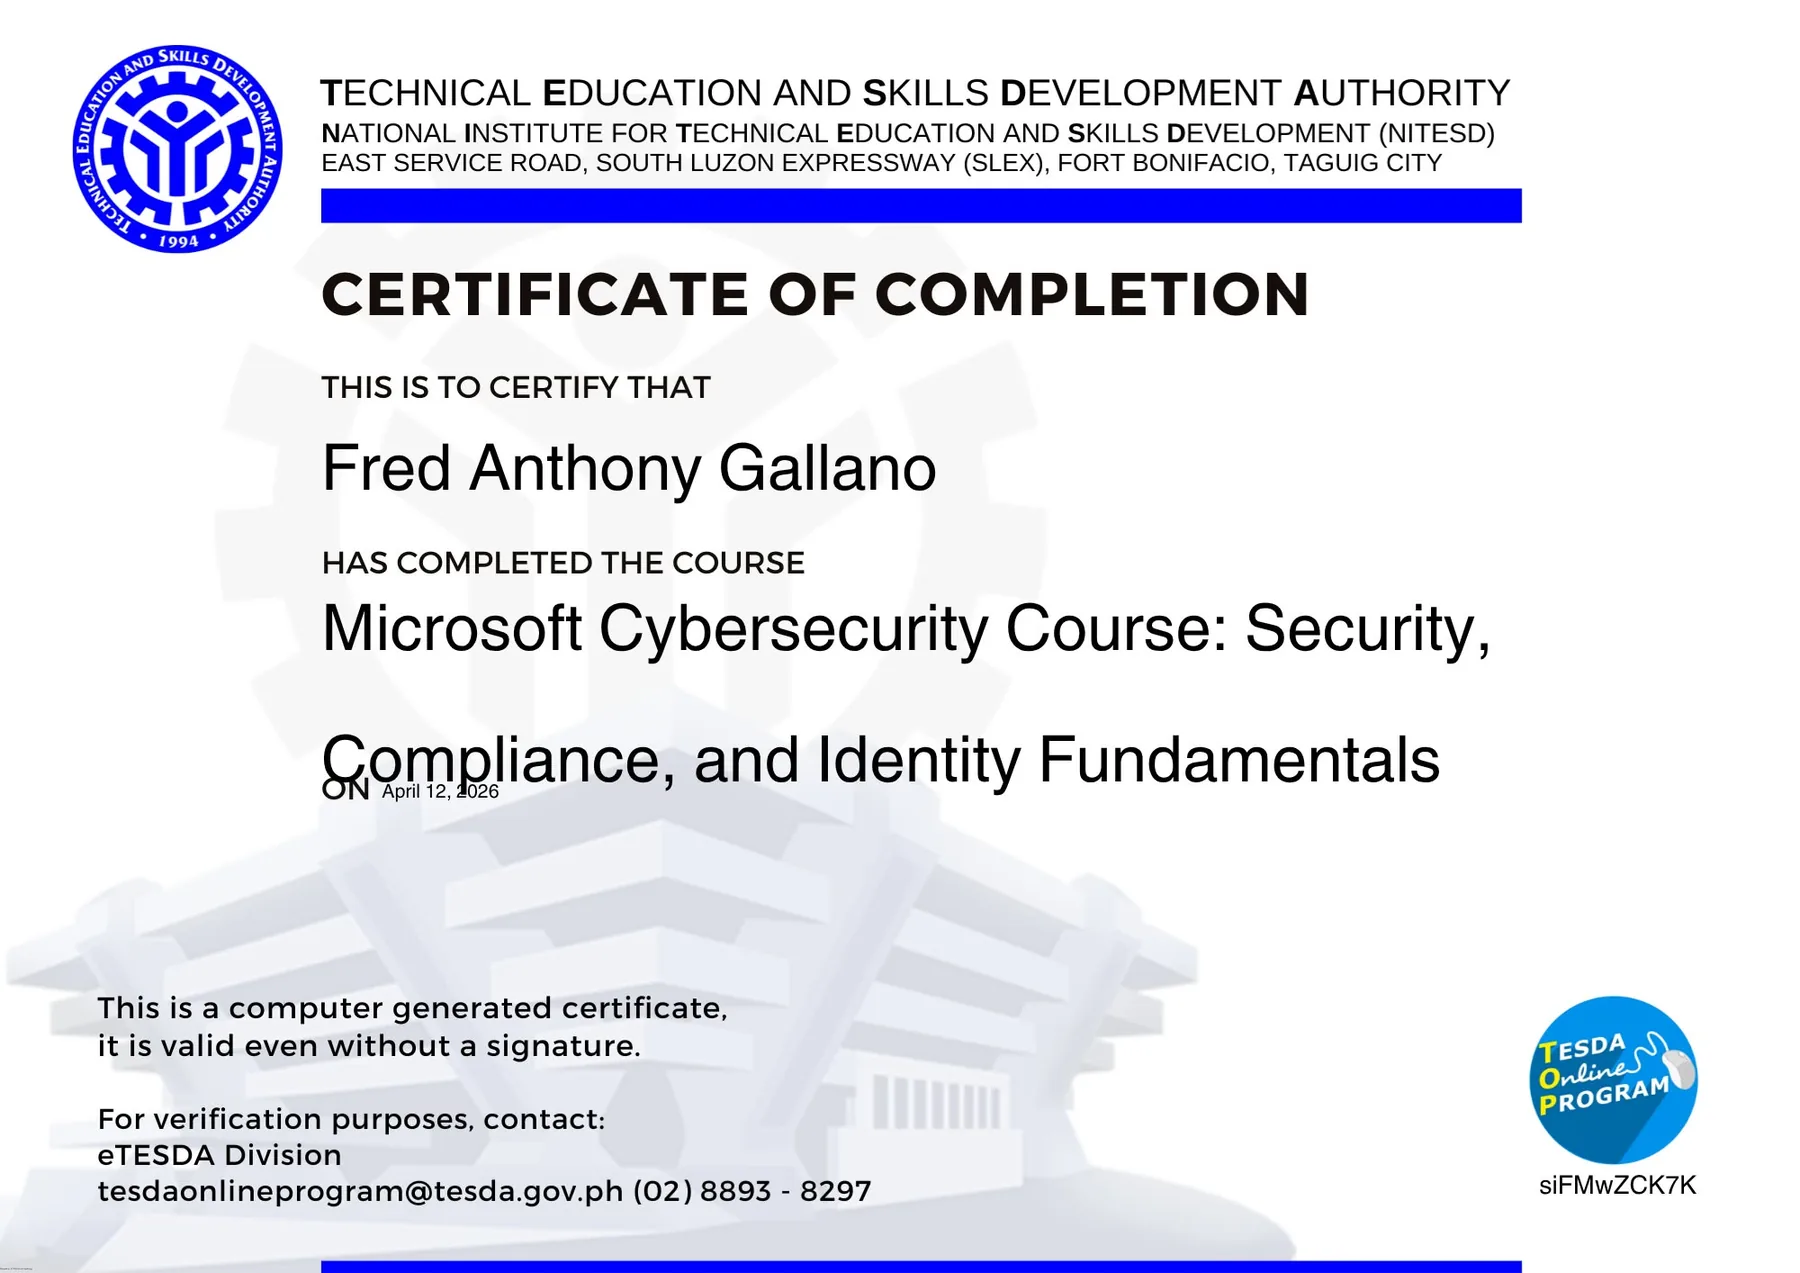 TECHNICAL EDUCATION AND SKILLS DEVELOPMENT AUTHORITY
• 1994 •
TECHNICAL EDUCATION AND SKILLS DEVELOPMENT AUTHORITY
NATIONAL INSTITUTE FOR TECHNICAL EDUCATION AND SKILLS DEVELOPMENT (NITESD)
EAST SERVICE ROAD, SOUTH LUZON EXPRESSWAY (SLEX), FORT BONIFACIO, TAGUIG CITY
CERTIFICATE OF COMPLETION
THIS IS TO CERTIFY THAT
Fred Anthony Gallano
HAS COMPLETED THE COURSE
Microsoft Cybersecurity Course: Security,
Compliance, and Identity Fundamentals
ON April 12, 2026
This is a computer generated certificate,
it is valid even without a signature.
For verification purposes, contact:
eTESDA Division
tesdaonlineprogram@tesda.gov.ph (02) 8893 - 8297
TESDA
Online
PROGRAM
siFMwZCK7K